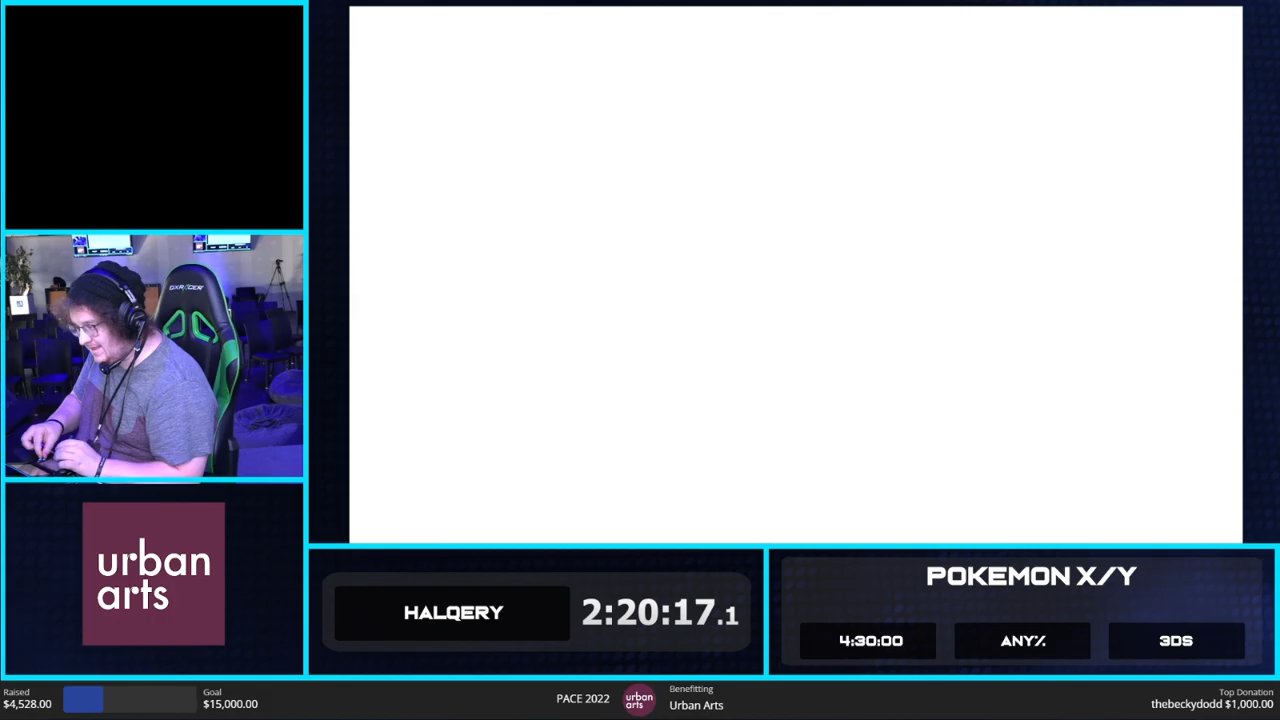 DXRACER
urban
arts
HALQERY
2:20:17.1
POKEMON X/Y
4:30:00
ANY%
3DS
Raised
$4,528.00
Goal
$15,000.00
PACE 2022
urban
arts
Benefitting
Urban Arts
Top Donation
thebeckydodd $1,000.00